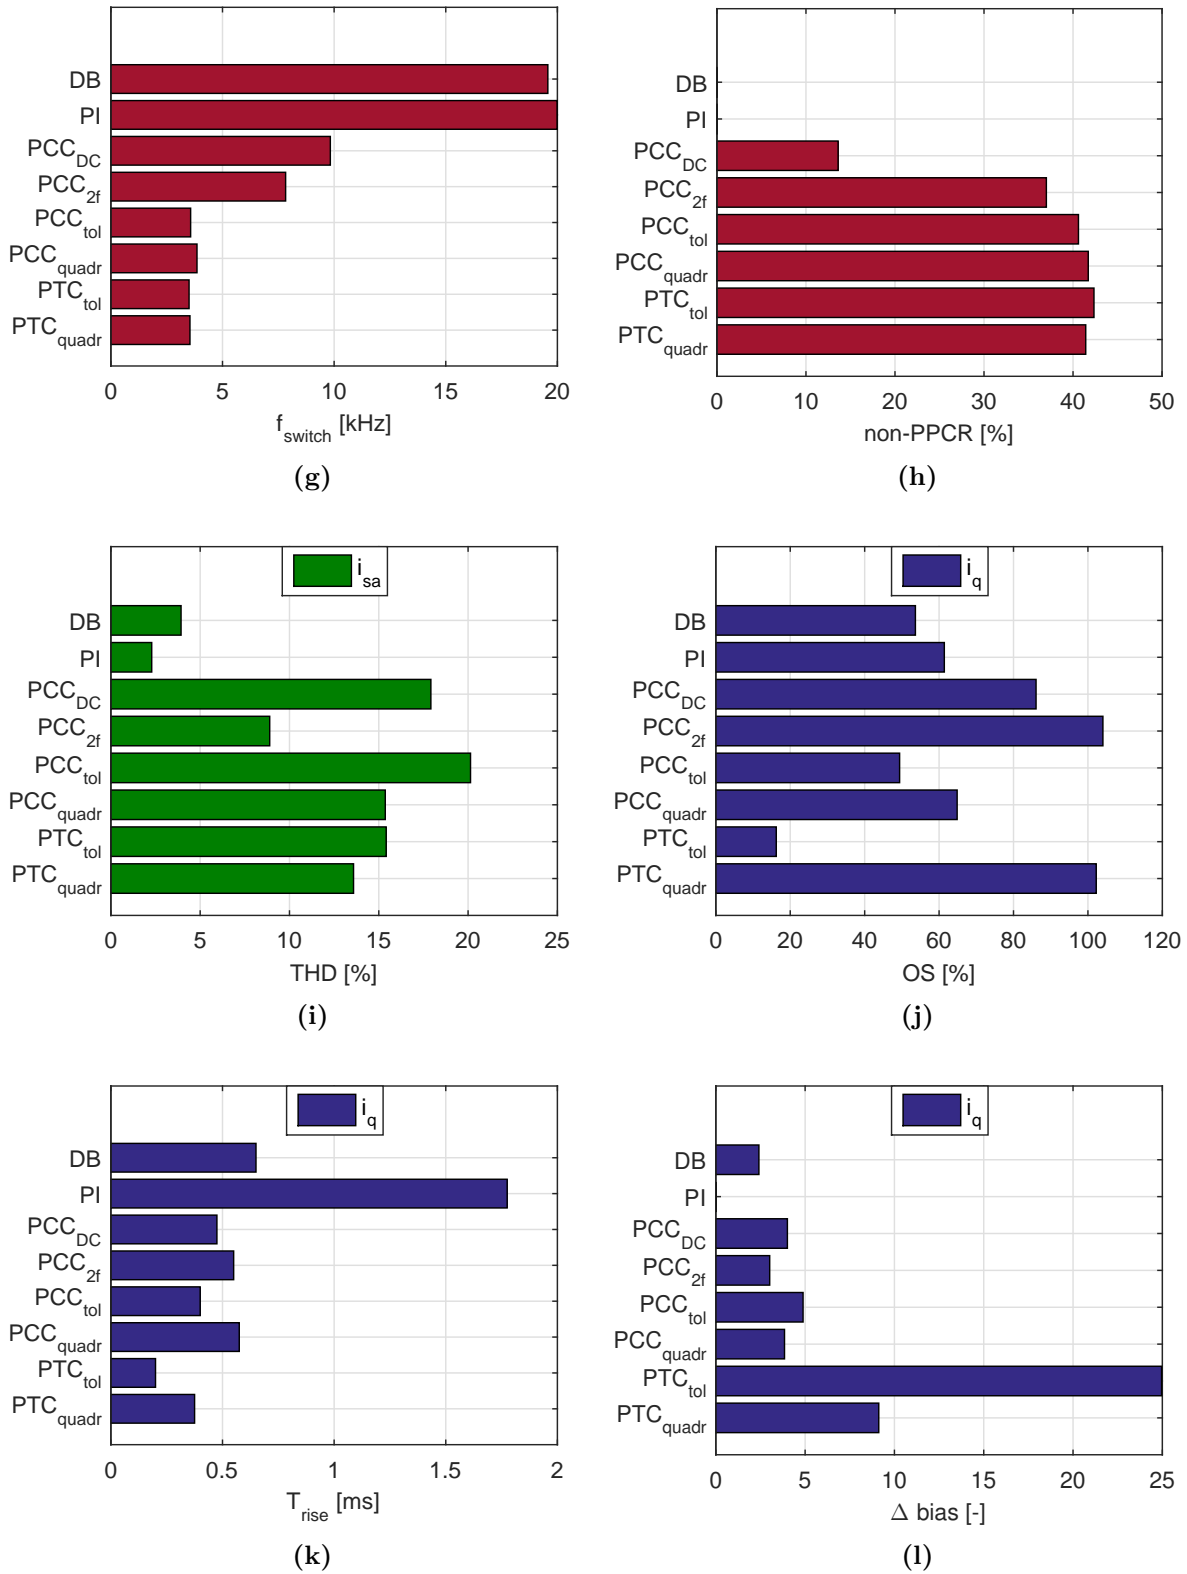 DB
PI
PCC_DC
PCC_2f
PCC_tol
PCC_quadr
PTC_tol
PTC_quadr
0 5 10 15 20
f_switch [kHz]
(g)
DB
PI
PCC_DC
PCC_2f
PCC_tol
PCC_quadr
PTC_tol
PTC_quadr
0 10 20 30 40 50
non-PPCR [%]
(h)
i_sa
DB
PI
PCC_DC
PCC_2f
PCC_tol
PCC_quadr
PTC_tol
PTC_quadr
0 5 10 15 20 25
THD [%]
(i)
i_q
DB
PI
PCC_DC
PCC_2f
PCC_tol
PCC_quadr
PTC_tol
PTC_quadr
0 20 40 60 80 100 120
OS [%]
(j)
i_q
DB
PI
PCC_DC
PCC_2f
PCC_tol
PCC_quadr
PTC_tol
PTC_quadr
0 0.5 1 1.5 2
T_rise [ms]
(k)
i_q
DB
PI
PCC_DC
PCC_2f
PCC_tol
PCC_quadr
PTC_tol
PTC_quadr
0 5 10 15 20 25
Δ bias [-]
(l)